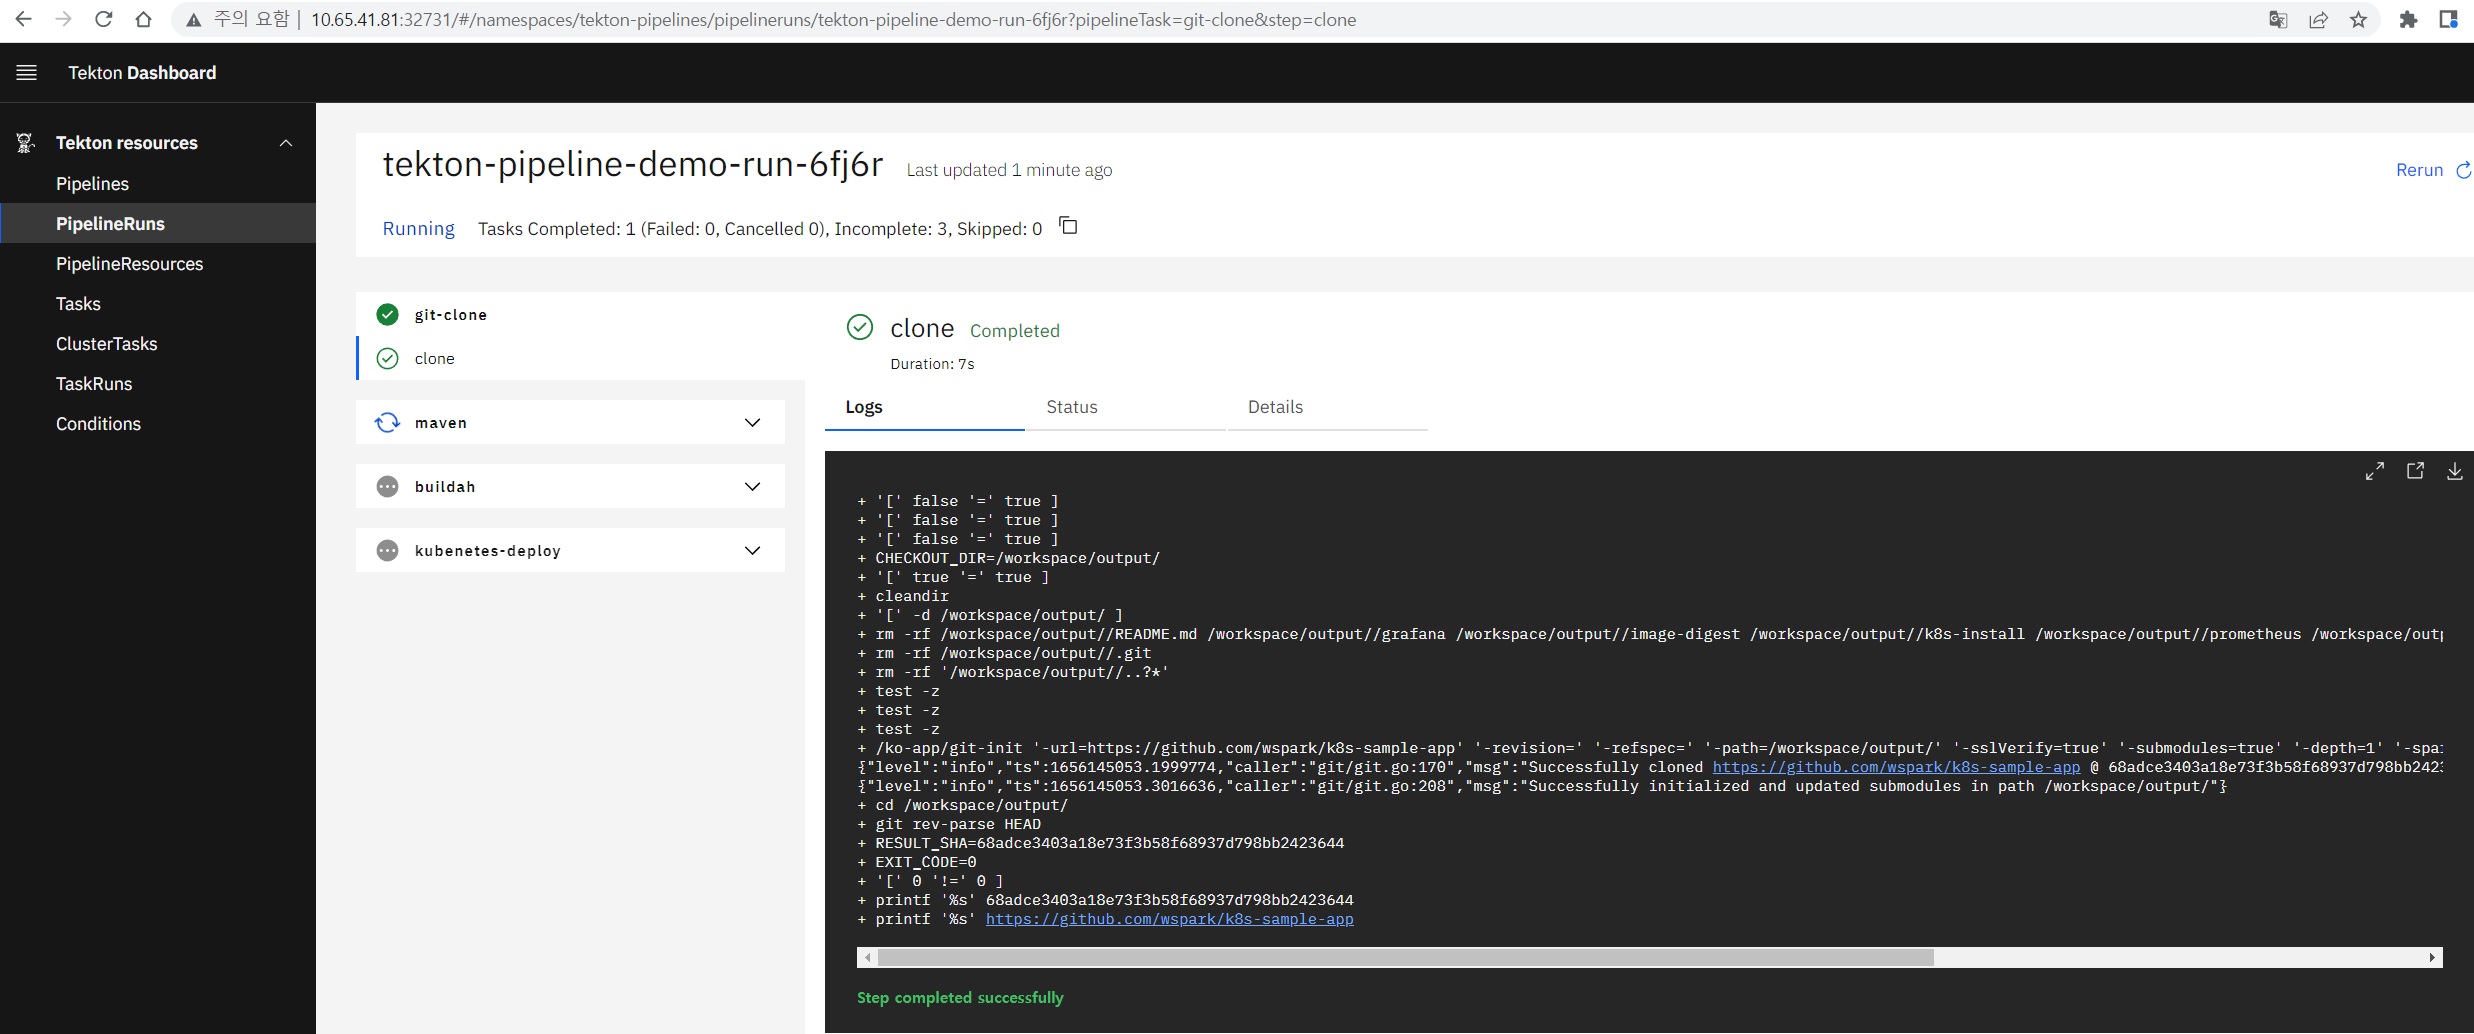 주의 요함 | 10.65.41.81:32731/#/namespaces/tekton-pipelines/pipelineruns/tekton-pipeline-demo-run-6fj6r?pipelineTask=git-clone&step=clone
Tekton Dashboard
Tekton resources
Pipelines
PipelineRuns
PipelineResources
Tasks
ClusterTasks
TaskRuns
Conditions
tekton-pipeline-demo-run-6fj6r Last updated 1 minute ago
Rerun
Running Tasks Completed: 1 (Failed: 0, Cancelled 0), Incomplete: 3, Skipped: 0
git-clone
clone
maven
buildah
kubenetes-deploy
clone Completed
Duration: 7s
Logs Status Details
+ '[' false '=' true ]
+ '[' false '=' true ]
+ '[' false '=' true ]
+ CHECKOUT_DIR=/workspace/output/
+ '[' true '=' true ]
+ cleandir
+ '[' -d /workspace/output/ ]
+ rm -rf /workspace/output//README.md /workspace/output//grafana /workspace/output//image-digest /workspace/output//k8s-install /workspace/output//prometheus /workspace/outp
+ rm -rf /workspace/output//.git
+ rm -rf '/workspace/output//..?*'
+ test -z
+ test -z
+ test -z
+ /ko-app/git-init '-url=https://github.com/wspark/k8s-sample-app' '-revision=' '-refspec=' '-path=/workspace/output/' '-sslVerify=true' '-submodules=true' '-depth=1' '-spa
{"level":"info","ts":1656145053.1999774,"caller":"git/git.go:170","msg":"Successfully cloned https://github.com/wspark/k8s-sample-app @ 68adce3403a18e73f3b58f68937d798bb2423
{"level":"info","ts":1656145053.3016636,"caller":"git/git.go:208","msg":"Successfully initialized and updated submodules in path /workspace/output/"}
+ cd /workspace/output/
+ git rev-parse HEAD
+ RESULT_SHA=68adce3403a18e73f3b58f68937d798bb2423644
+ EXIT_CODE=0
+ '[' 0 '!=' 0 ]
+ printf '%s' 68adce3403a18e73f3b58f68937d798bb2423644
+ printf '%s' https://github.com/wspark/k8s-sample-app
Step completed successfully